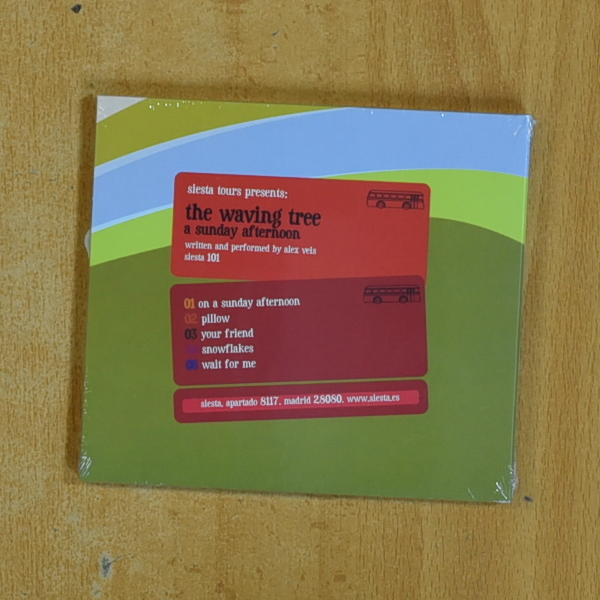 siesta tours presents:
the waving tree
a sunday afternoon
written and performed by alex veis
siesta 101
01 on a sunday afternoon
02 pillow
03 your friend
04 snowflakes
05 wait for me
siesta, apartado 8117, madrid 28080, www.siesta.es